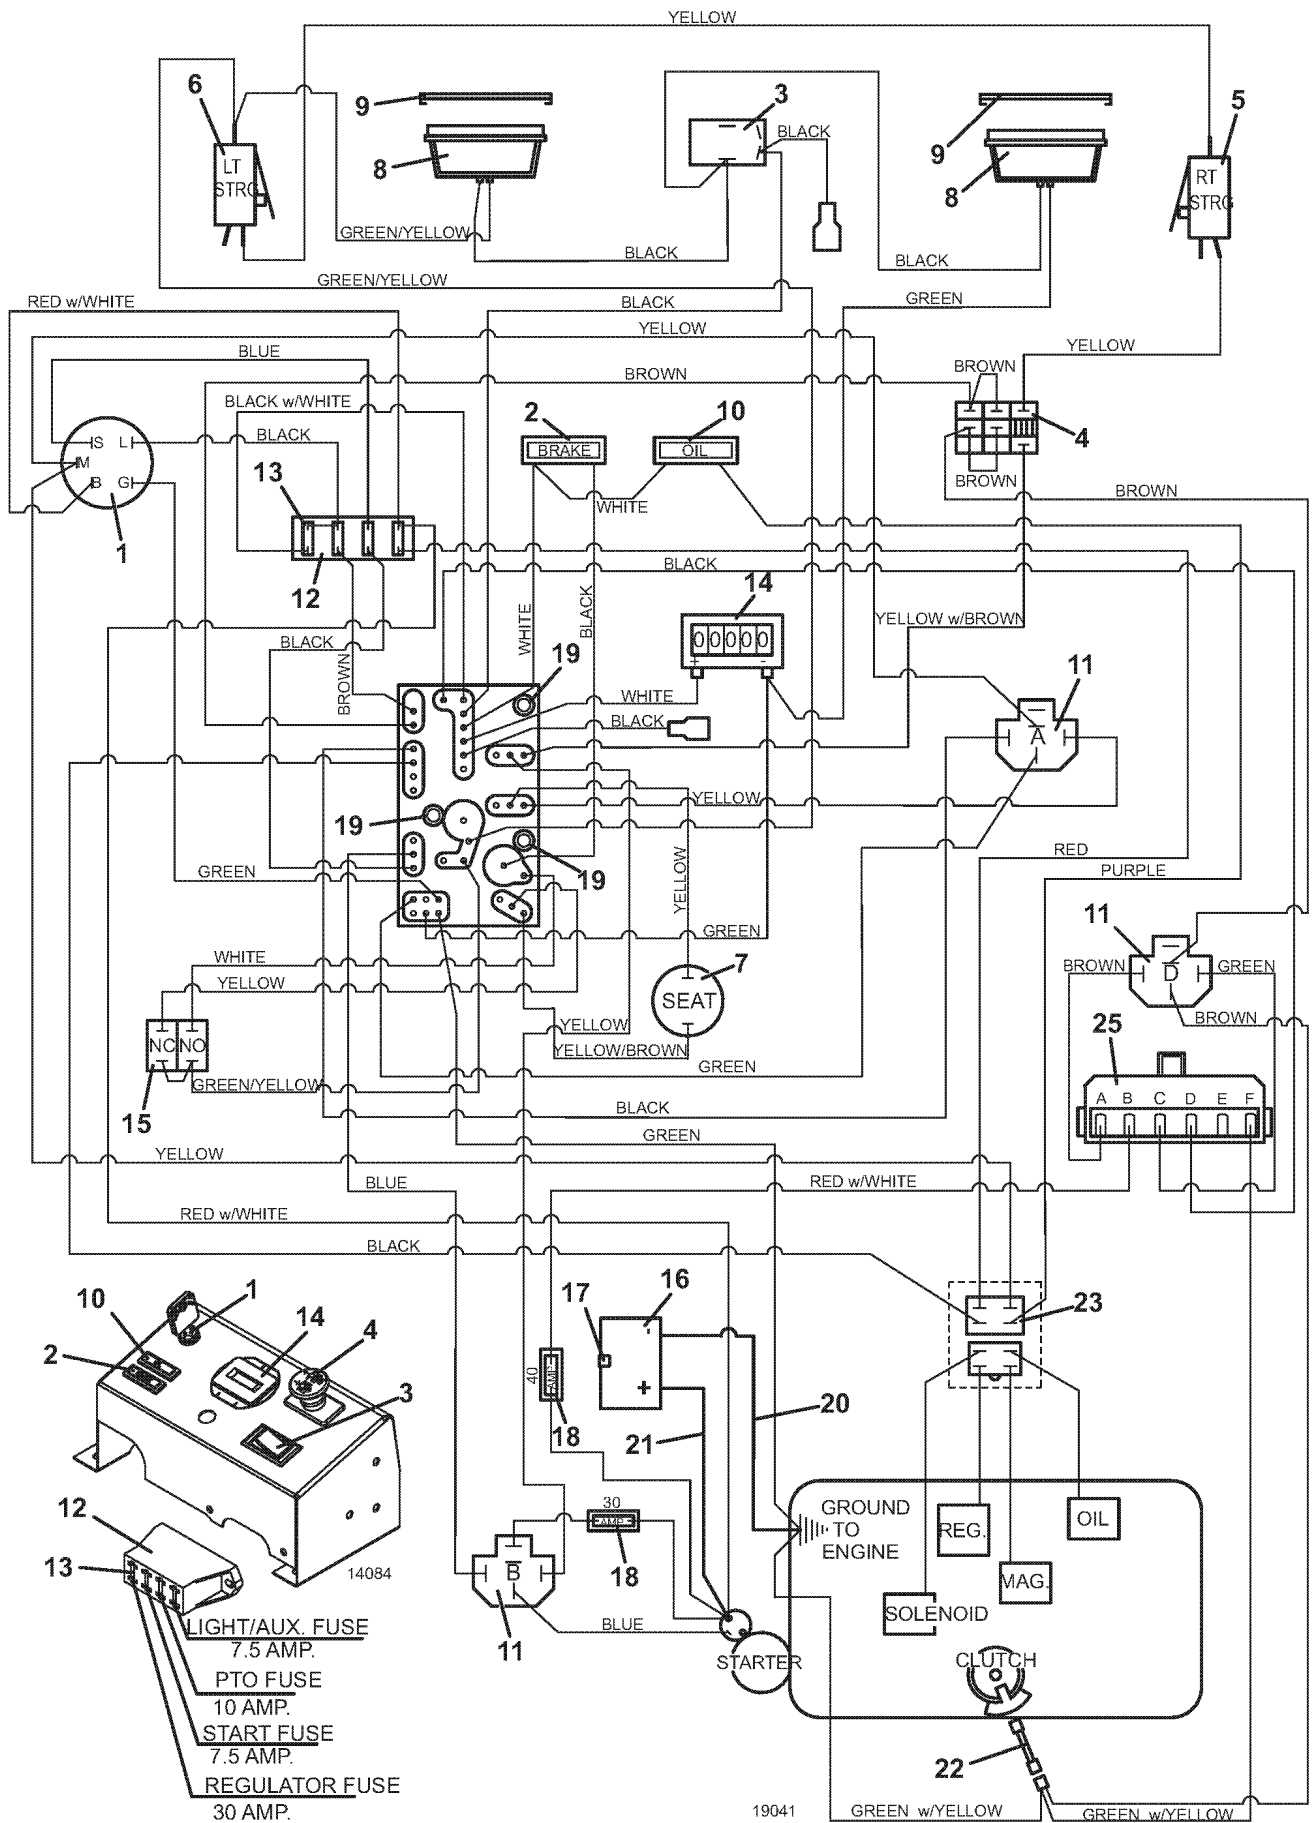 YELLOW
6
9
3
5
BLACK
9
8
8
LT
STRG
RT
STRG
GREEN/YELLOW
BLACK
BLACK
GREEN/YELLOW
RED w/WHITE
BLACK
GREEN
YELLOW
BLUE
YELLOW
BROWN
BROWN
BLACK w/WHITE
2
10
4
S L
BLACK
BRAKE
OIL
M
B G
13
BROWN
WHITE
BROWN
1
12
BLACK
14
WHITE
BLACK
YELLOW w/BROWN
00000
+ -
BLACK
19
11
BROWN
WHITE
BLACK
A
YELLOW
19
RED
GREEN
19
YELLOW
PURPLE
11
GREEN
WHITE
7
BROWN
D
GREEN
YELLOW
SEAT
BROWN
YELLOW
25
NC NO
YELLOW/BROWN
GREEN
GREEN/YELLOW
A B C D E F
15
BLACK
GREEN
YELLOW
BLUE
RED w/WHITE
RED w/WHITE
BLACK
10
1
14
4
17
16
23
2
3
-
+
40
AMP
20
18
21
12
30
AMP
GROUND
TO
ENGINE
REG.
OIL
13
14084
B
18
MAG.
SOLENOID
LIGHT/AUX. FUSE
7.5 AMP.
11
BLUE
STARTER
CLUTCH
PTO FUSE
10 AMP.
START FUSE
7.5 AMP.
22
REGULATOR FUSE
30 AMP.
19041
GREEN w/YELLOW
GREEN w/YELLOW